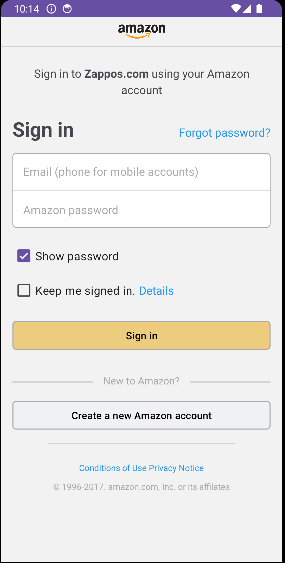 10:14
amazon
Sign in to Zappos.com using your Amazon
account
Sign in
Forgot password?
Email (phone for mobile accounts)
Amazon password
Show password
Keep me signed in. Details
Sign in
New to Amazon?
Create a new Amazon account
Conditions of Use Privacy Notice
© 1996-2017, amazon.com, Inc. or its affilates